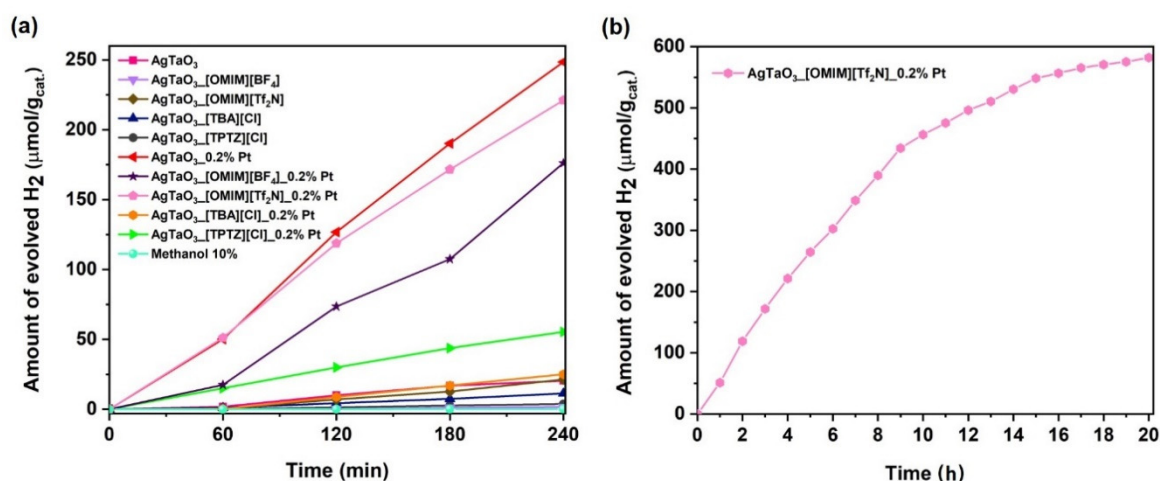 (a)
Amount of evolved H2 (μmol/gcat.)
250
200
150
100
50
0
AgTaO3
AgTaO3_[OMIM][BF4]
AgTaO3_[OMIM][Tf2N]
AgTaO3_[TBA][Cl]
AgTaO3_[TPTZ][Cl]
AgTaO3_0.2% Pt
AgTaO3_[OMIM][BF4]_0.2% Pt
AgTaO3_[OMIM][Tf2N]_0.2% Pt
AgTaO3_[TBA][Cl]_0.2% Pt
AgTaO3_[TPTZ][Cl]_0.2% Pt
Methanol 10%
0 60 120 180 240
Time (min)
(b)
Amount of evolved H2 (μmol/gcat.)
600
500
400
300
200
100
0
AgTaO3_[OMIM][Tf2N]_0.2% Pt
0 2 4 6 8 10 12 14 16 18 20
Time (h)